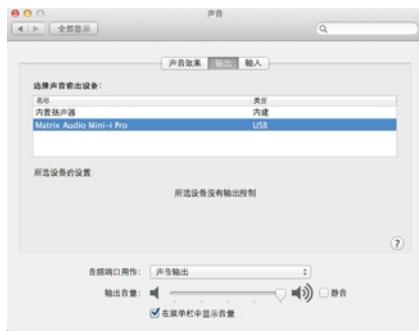 声音
全部显示
声音效果 输出 输入
选择声音输出设备:
名称 类型
内置扬声器 内建
Matrix Audio Mini-i Pro USB
所选设备的设置
所选设备没有输出控制
?
音频端口用作: 声音输出
输出音量: 静音
在菜单栏中显示音量